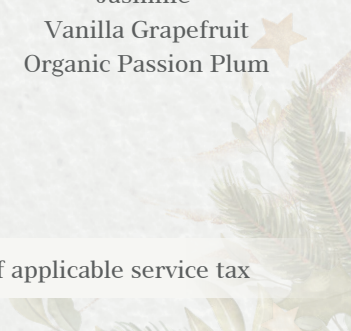 Vanilla Grapefruit
Organic Passion Plum
applicable service tax